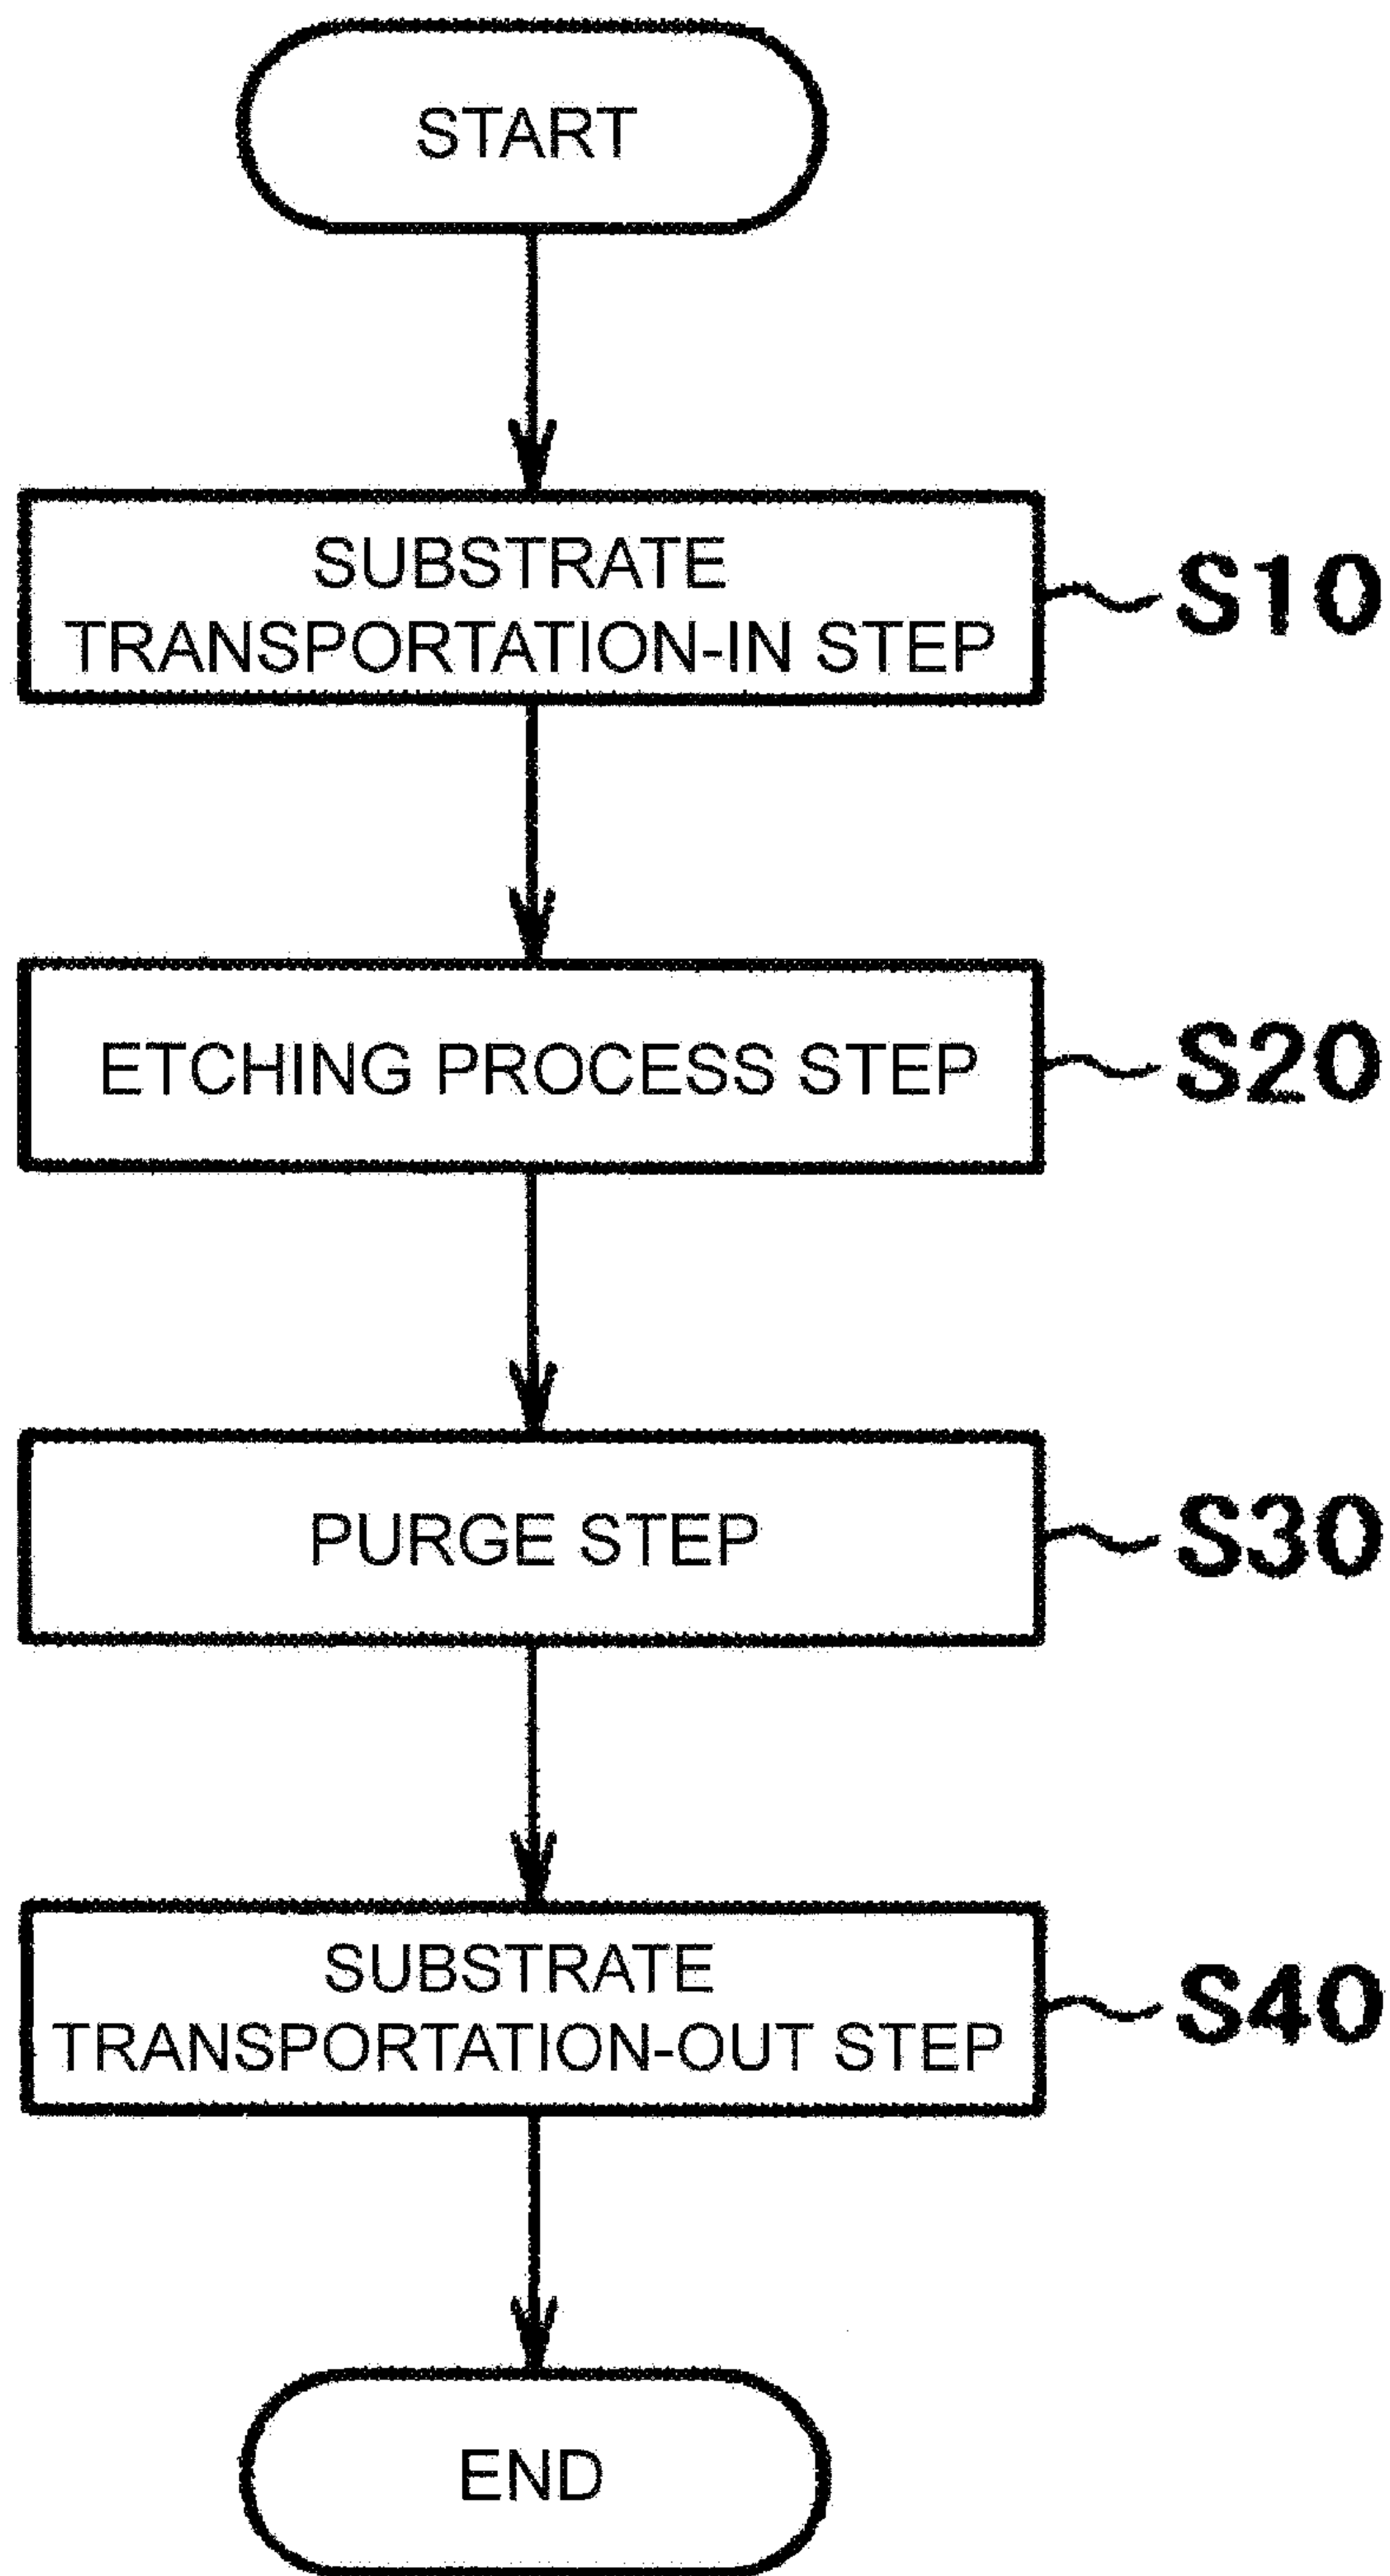 START
SUBSTRATE
TRANSPORTATION-IN STEP
S10
ETCHING PROCESS STEP
S20
PURGE STEP
S30
SUBSTRATE
TRANSPORTATION-OUT STEP
S40
END